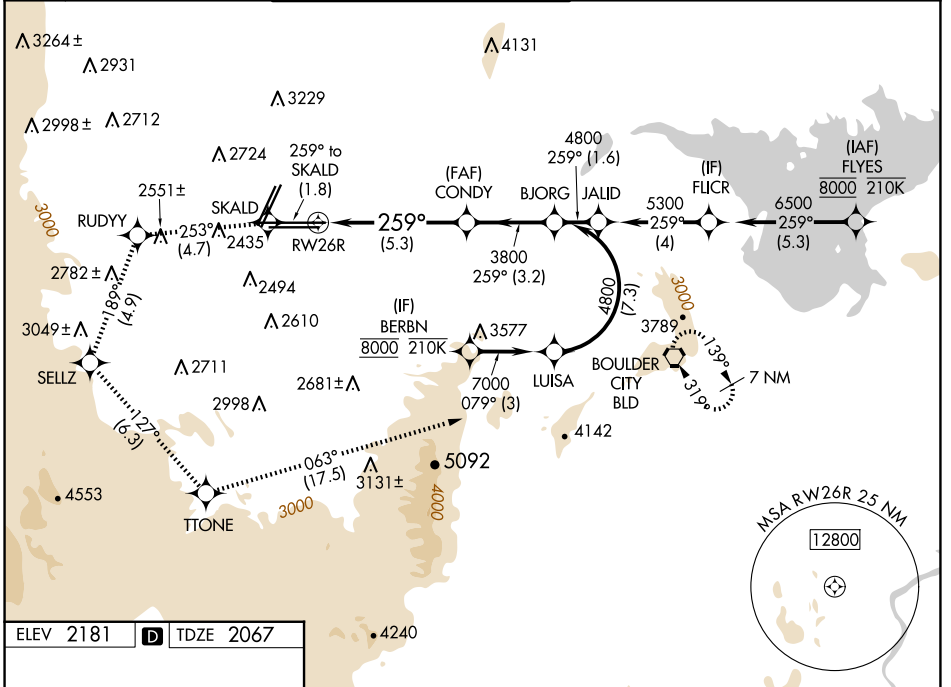 3264±
2931
4131
3229
2998±
2712
2724
259° to
SKALD
(1.8)
4800
259° (1.6)
(IAF)
FLYES
8000 210K
(IF)
FLICR
(FAF)
CONDY
BJORG
JALID
5300
259°
(4)
6500
259°
(5.3)
2551±
SKALD
3000
RUDYY
253°
(4.7)
2435
RW26R
259°
(5.3)
3800
259° (3.2)
2782±
189°
(4.9)
2494
4800
(7.3)
3000
(IF)
BERBN
8000 210K
3577
3789
3049±
2610
139°
7 NM
319°
BOULDER
CITY
BLD
SELLZ
2711
2681±
2998
7000
079° (3)
LUISA
127°
(6.3)
4142
063°
(17.5)
5092
3131±
4553
4000
3000
TTONE
MSA RW26R 25 NM
12800
ELEV 2181 D TDZE 2067
4240